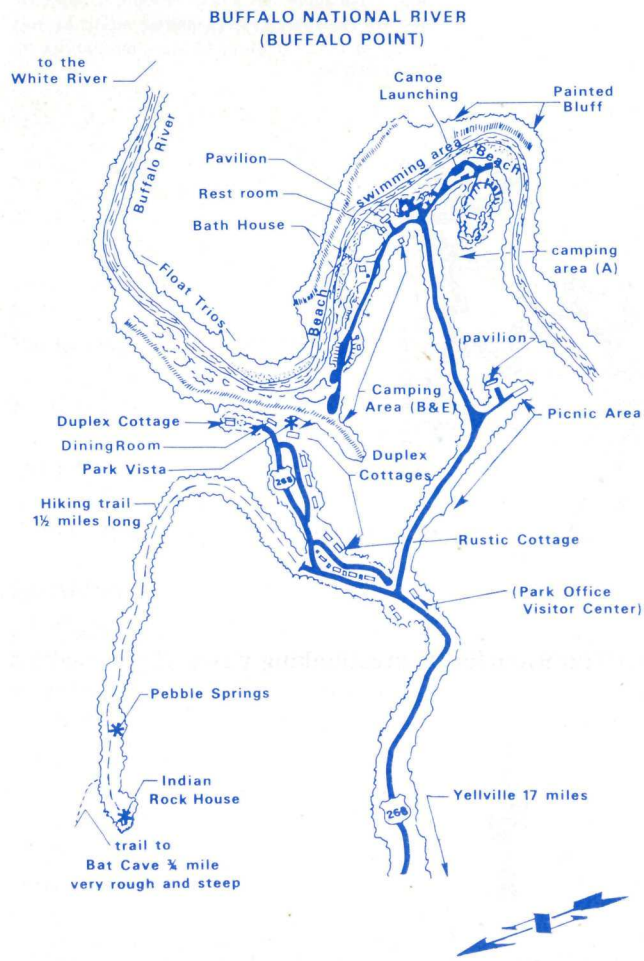 BUFFALO NATIONAL RIVER
(BUFFALO POINT)
to the
White River
Canoe
Launching
Painted
Bluff
Buffalo River
Pavilion
swimming area
Beach
Rest room
Bath House
camping
area (A)
Float Trios
Beach
pavilion
Camping
Area (B&E)
Picnic Area
Duplex Cottage
Dining Room
Park Vista
Duplex
Cottages
268
Hiking trail
1½ miles long
Rustic Cottage
(Park Office
Visitor Center)
Pebble Springs
Indian
Rock House
Yellville 17 miles
268
trail to
Bat Cave ¾ mile
very rough and steep